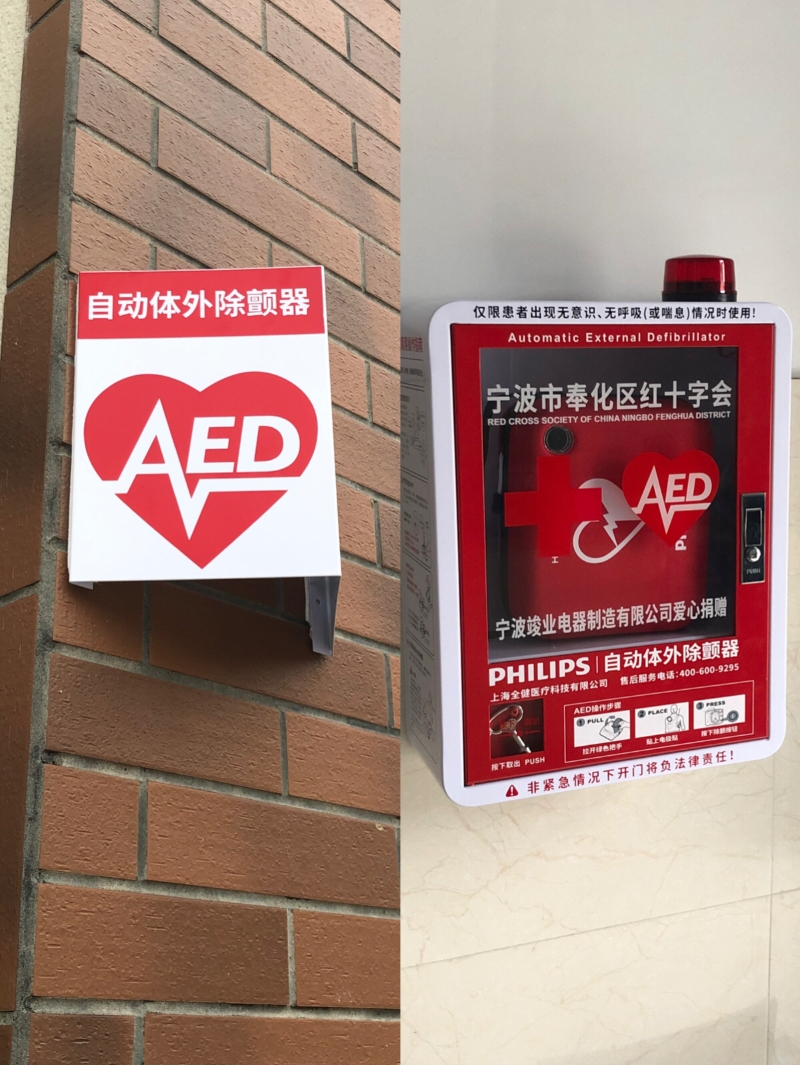 自动体外除颤器
AED
仅限患者出现无意识、无呼吸(或喘息)情况时使用!
Automatic External Defibrillator
宁波市奉化区红十字会
RED CROSS SOCIETY OF CHINA NINGBO FENGHUA DISTRICT
AED
宁波竣业电器制造有限公司爱心捐赠
PUSH
PHILIPS 自动体外除颤器
上海全健医疗科技有限公司 售后服务电话:400-600-9295
AED操作步骤
1 PULL 2 PLACE 3 PRESS
拉开绿色把手 贴上电极贴 按下除颤按钮
按下取出 PUSH
非紧急情况下开门将负法律责任!